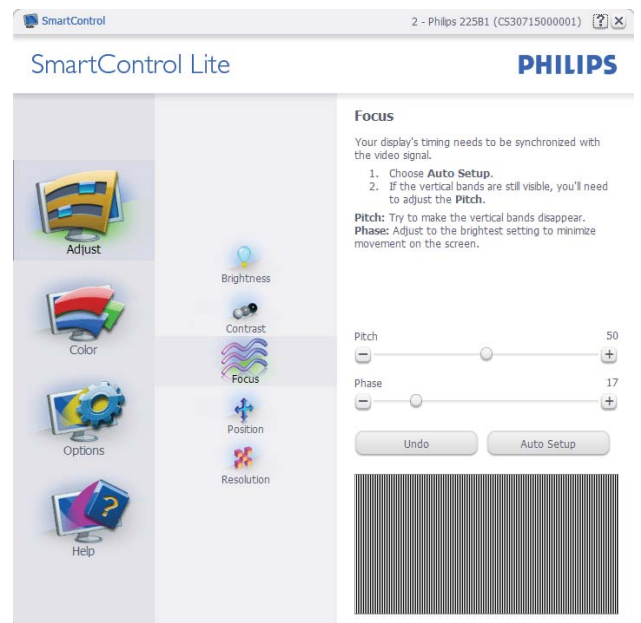 SmartControl
2 - Philips 225B1 (CS30715000001)
?
SmartControl Lite
PHILIPS
Adjust
Color
Options
Help
Brightness
Contrast
Focus
Position
Resolution
Focus
Your display's timing needs to be synchronized with
the video signal.
1. Choose Auto Setup.
2. If the vertical bands are still visible, you'll need
to adjust the Pitch.
Pitch: Try to make the vertical bands disappear.
Phase: Adjust to the brightest setting to minimize
movement on the screen.
Pitch 50
Phase 17
Undo
Auto Setup